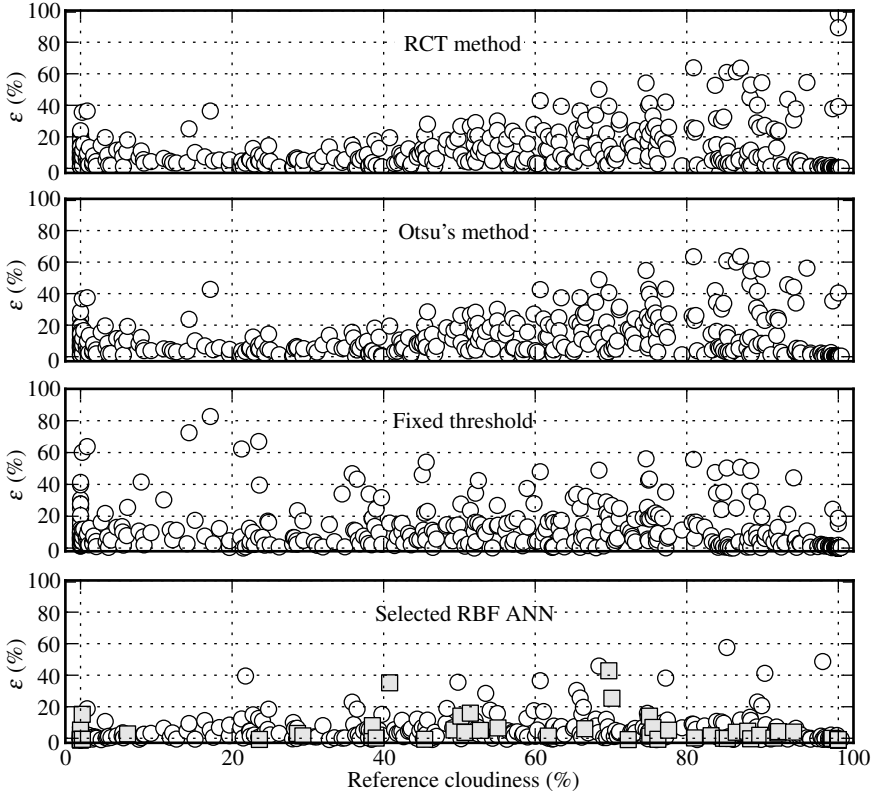 100
80
60
40
20
0
ε (%)
RCT method
100
80
60
40
20
0
ε (%)
Otsu's method
100
80
60
40
20
0
ε (%)
Fixed threshold
100
80
60
40
20
0
ε (%)
Selected RBF ANN
0 20 40 60 80 100
Reference cloudiness (%)